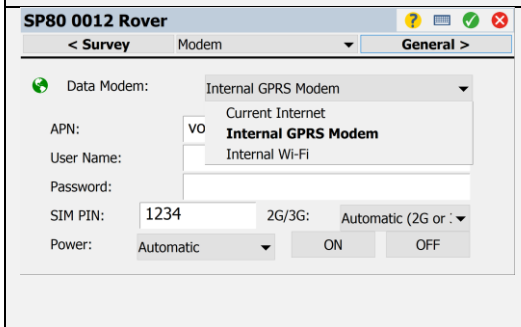 SP80 0012 Rover
< Survey Modem General >
Data Modem: Internal GPRS Modem
Current Internet
APN: vo Internal GPRS Modem
User Name: Internal Wi-Fi
Password:
SIM PIN: 1234 2G/3G: Automatic (2G or
Power: Automatic ON OFF